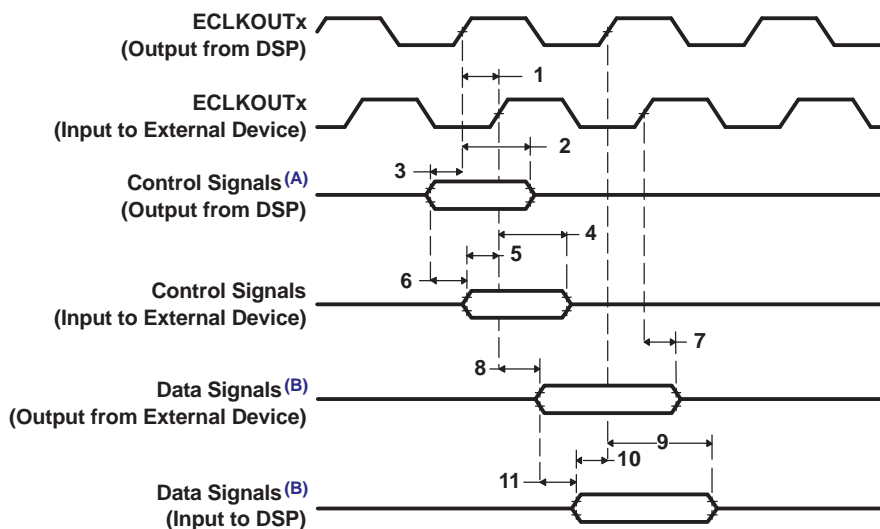 ECLKOUTx
(Output from DSP)
1
ECLKOUTx
(Input to External Device)
2
3
Control Signals (A)
(Output from DSP)
4
5
6
Control Signals
(Input to External Device)
7
8
Data Signals (B)
(Output from External Device)
9
10
11
Data Signals (B)
(Input to DSP)